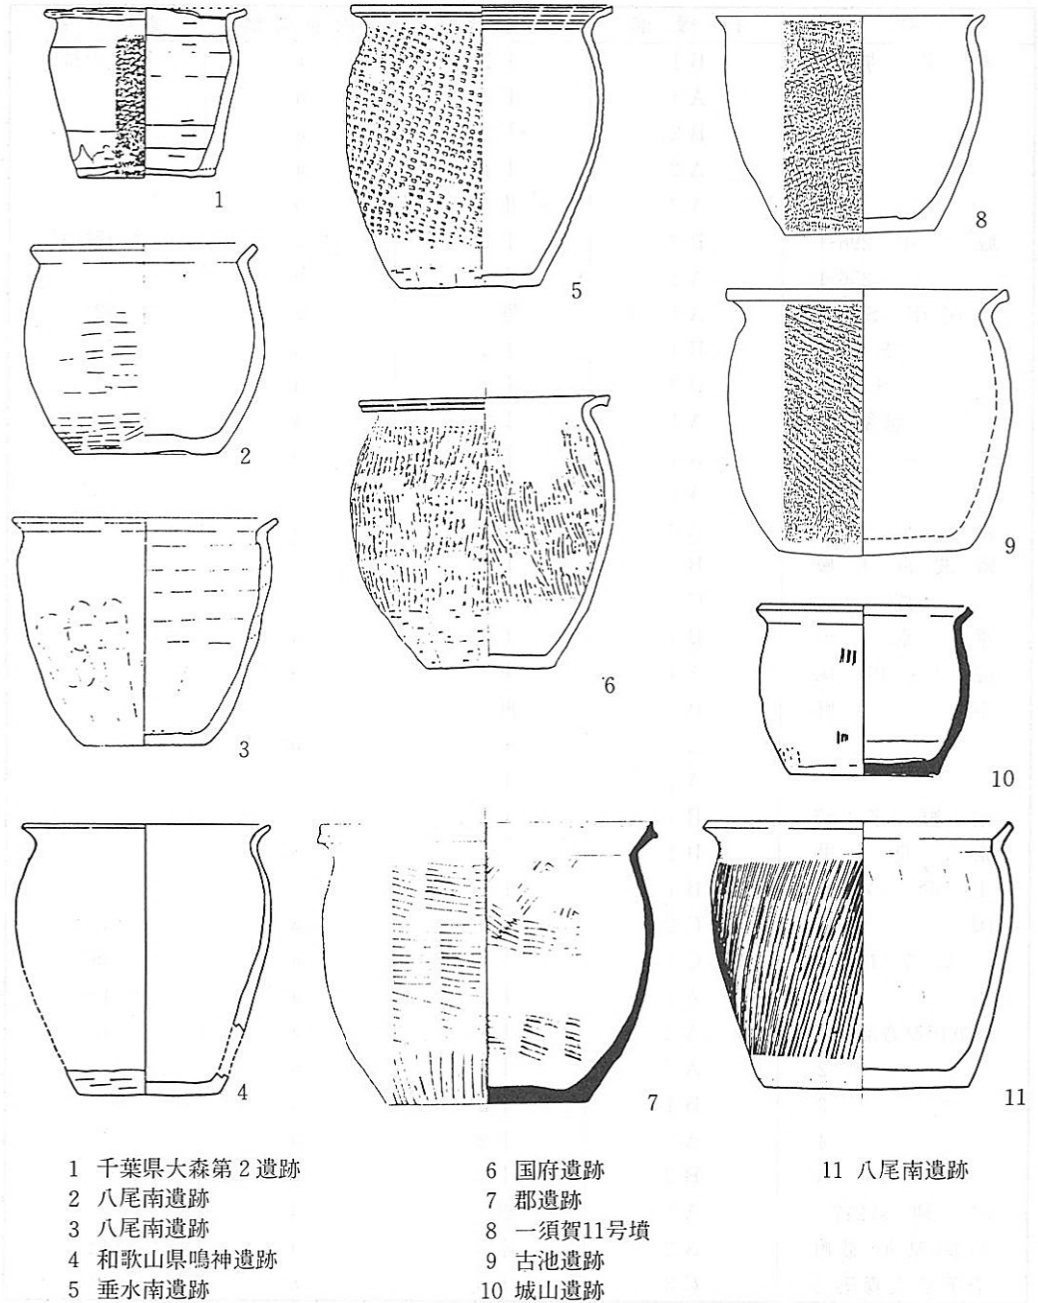 1
2
3
4
5
6
7
8
9
10
11
1 千葉県大森第2遺跡
2 八尾南遺跡
3 八尾南遺跡
4 和歌山県鳴神遺跡
5 垂水南遺跡
6 国府遺跡
7 郡遺跡
8 一須賀11号墳
9 古池遺跡
10 城山遺跡
11 八尾南遺跡